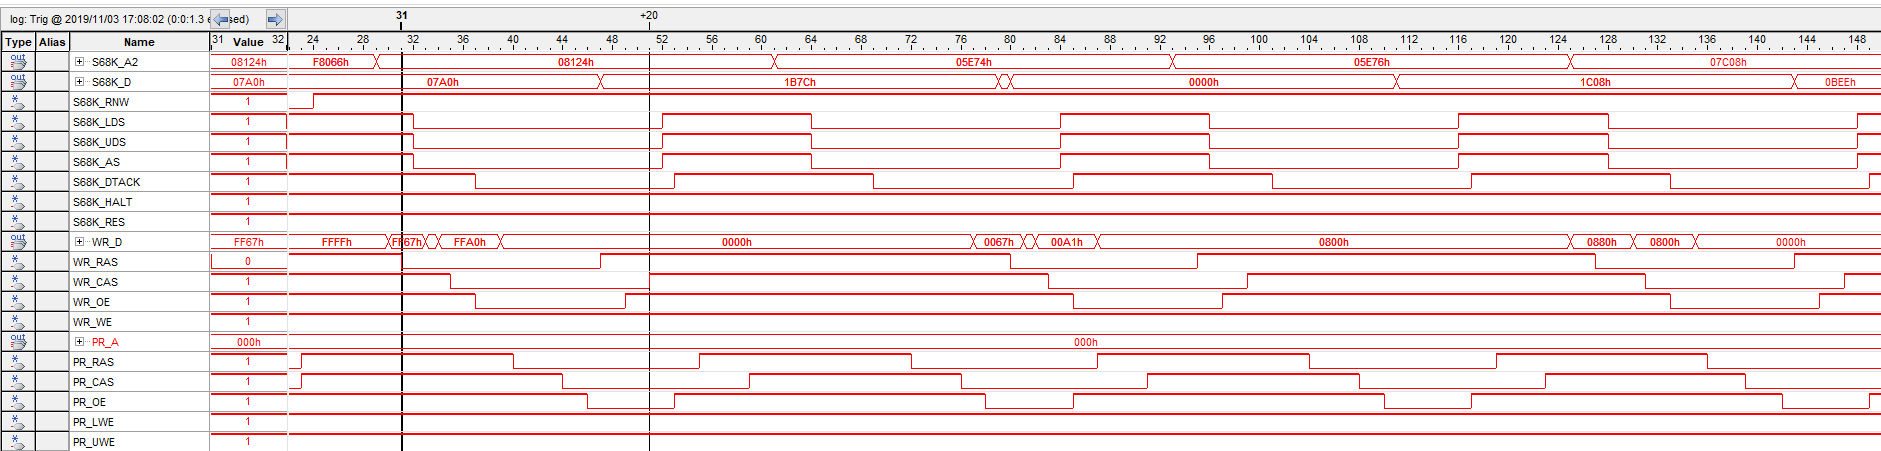 log: Trig @ 2019/11/03 17:08:02 (0:0:1.3 sed) 31 +20
Type Alias Name 31 Value 32 24 28 32 36 40 44 48 52 56 60 64 68 72 76 80 84 88 92 96 100 104 108 112 116 120 124 128 132 136 140 144 148
out S68K_A2 08124h F8066h 08124h 05E74h 05E76h 07C08h
out S68K_D 07A0h 07A0h 1B7Ch 0000h 1C08h 0BEEh
* S68K_RNW 1
* S68K_LDS 1
* S68K_UDS 1
* S68K_AS 1
* S68K_DTACK 1
* S68K_HALT 1
* S68K_RES 1
out WR_D FF67h FFFFh FF67h FFA0h 0000h 0067h 00A1h 0800h 0880h 0800h 0000h
* WR_RAS 0
* WR_CAS 1
* WR_OE 1
* WR_WE 1
out PR_A 000h 000h
* PR_RAS 1
* PR_CAS 1
* PR_OE 1
* PR_LWE 1
* PR_UWE 1